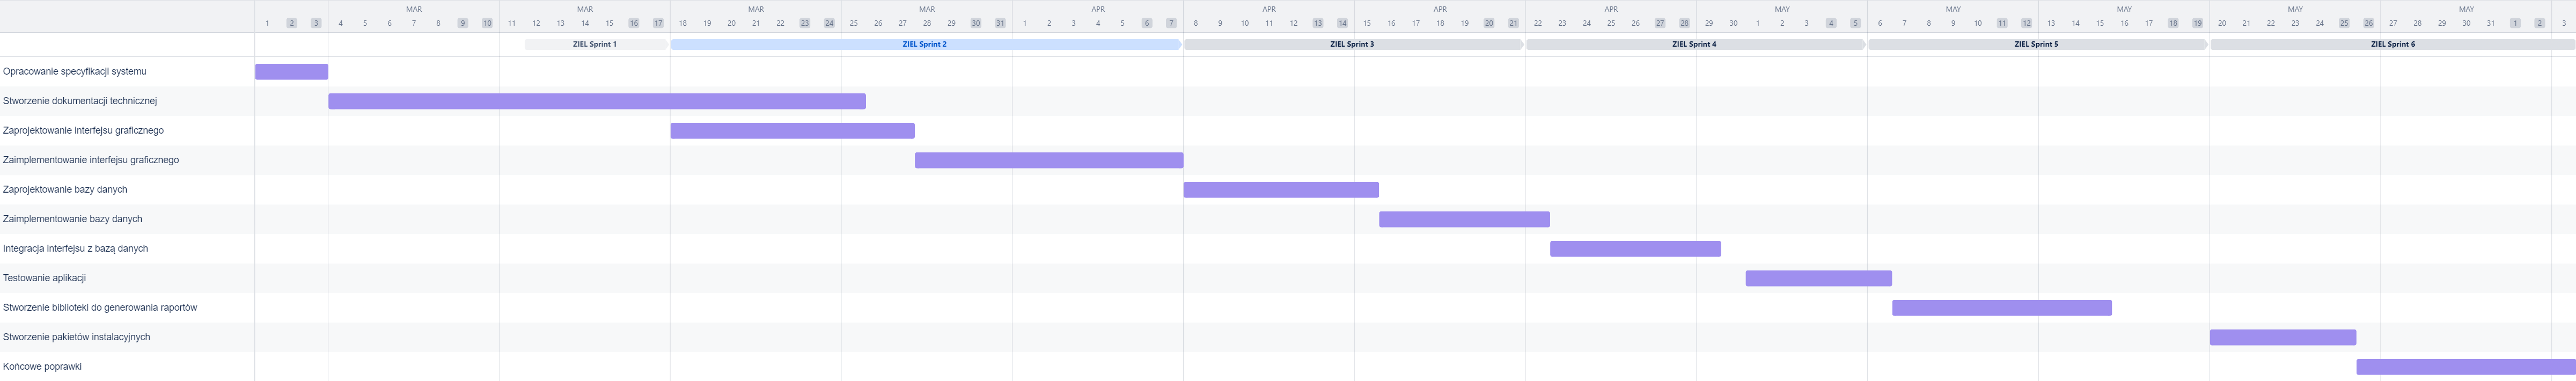 MAR MAR MAR MAR APR APR APR APR MAY MAY MAY MAY MAY
1 2 3 4 5 6 7 8 9 10 11 12 13 14 15 16 17 18 19 20 21 22 23 24 25 26 27 28 29 30 31 1 2 3 4 5 6 7 8 9 10 11 12 13 14 15 16 17 18 19 20 21 22 23 24 25 26 27 28 29 30 1 2 3 4 5 6 7 8 9 10 11 12 13 14 15 16 17 18 19 20 21 22 23 24 25 26 27 28 29 30 31 1 2 3
ZIEL Sprint 1 ZIEL Sprint 2 ZIEL Sprint 3 ZIEL Sprint 4 ZIEL Sprint 5 ZIEL Sprint 6
Opracowanie specyfikacji systemu
Stworzenie dokumentacji technicznej
Zaprojektowanie interfejsu graficznego
Zaimplementowanie interfejsu graficznego
Zaprojektowanie bazy danych
Zaimplementowanie bazy danych
Integracja interfejsu z bazą danych
Testowanie aplikacji
Stworzenie biblioteki do generowania raportów
Stworzenie pakietów instalacyjnych
Końcowe poprawki